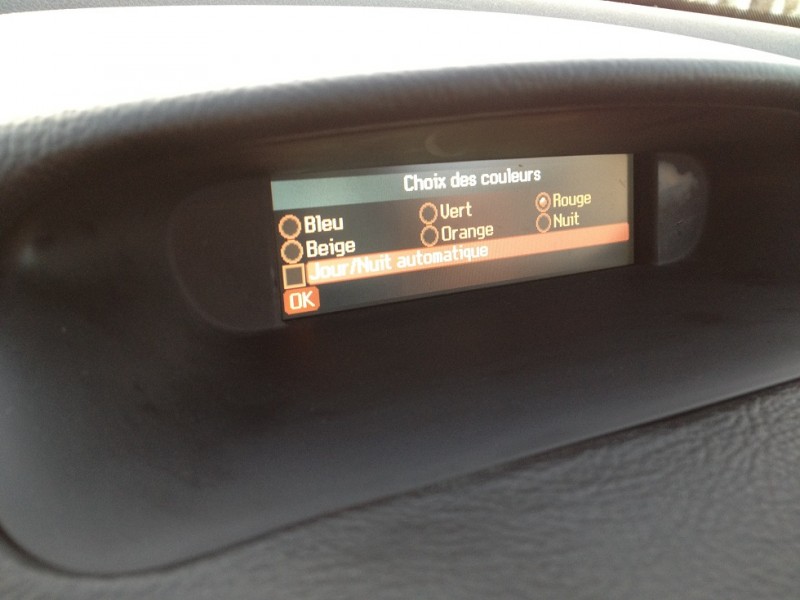 Choix des couleurs
Bleu Vert Rouge
Beige Orange Nuit
Jour/Nuit automatique
OK